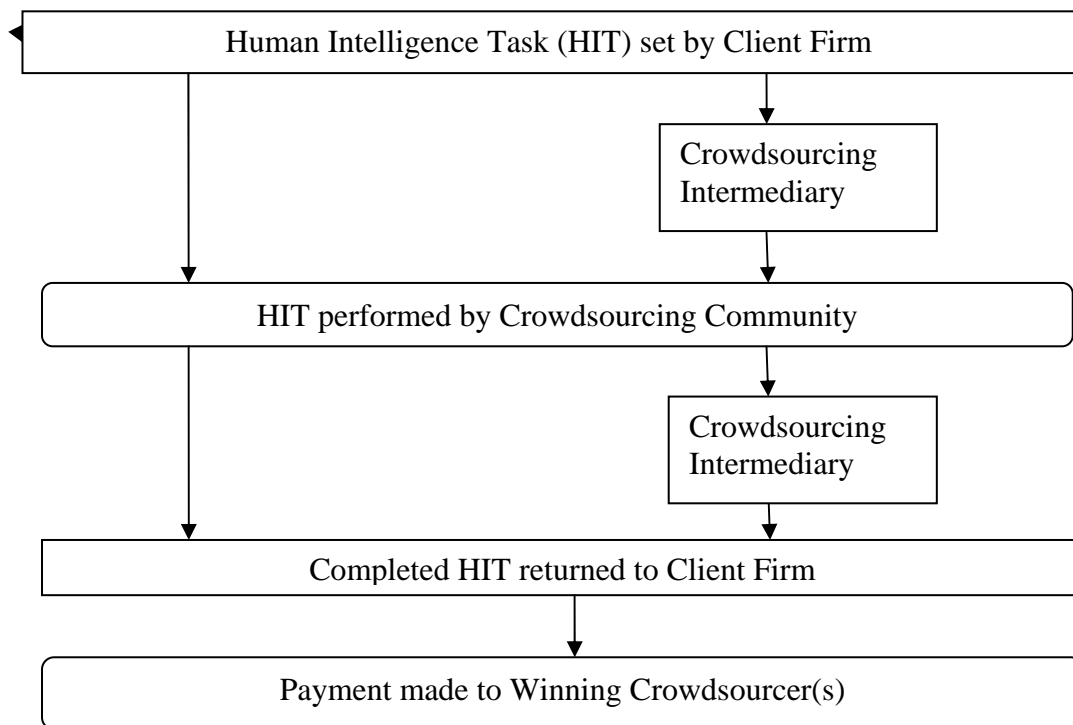 Human Intelligence Task (HIT) set by Client Firm
Crowdsourcing
Intermediary
HIT performed by Crowdsourcing Community
Crowdsourcing
Intermediary
Completed HIT returned to Client Firm
Payment made to Winning Crowdsourcer(s)